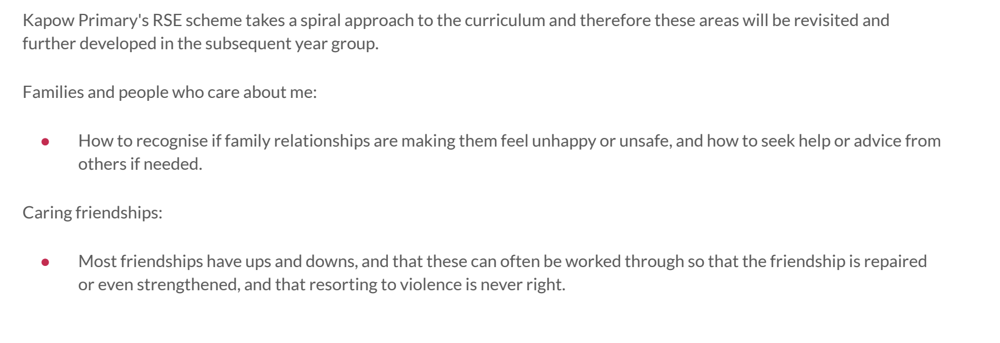 Kapow Primary's RSE scheme takes a spiral approach to the curriculum and therefore these areas will be revisited and
further developed in the subsequent year group.
Families and people who care about me:
● How to recognise if family relationships are making them feel unhappy or unsafe, and how to seek help or advice from
others if needed.
Caring friendships:
● Most friendships have ups and downs, and that these can often be worked through so that the friendship is repaired
or even strengthened, and that resorting to violence is never right.